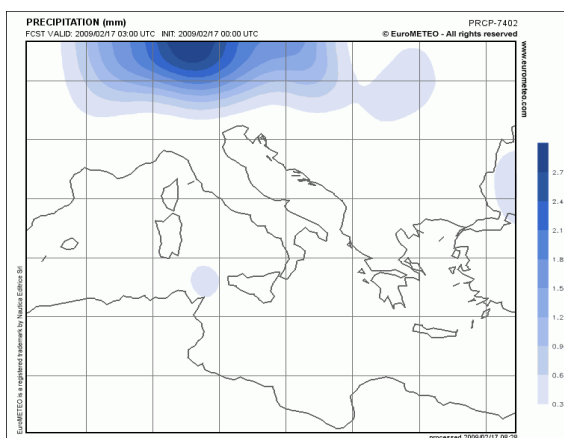 PRECIPITATION (mm)
PRCP-7402
FCST VALID: 2009/02/17 03:00 UTC INIT: 2009/02/17 00:00 UTC
© EuroMETEO - All rights reserved
www.eurometeo.com
2.7
2.4
2.1
1.8
1.5
1.2
0.9
0.6
0.3
EuroMETEO is a registered trademark by Nautica Editrice Srl
processed 2009/02/17 08:28